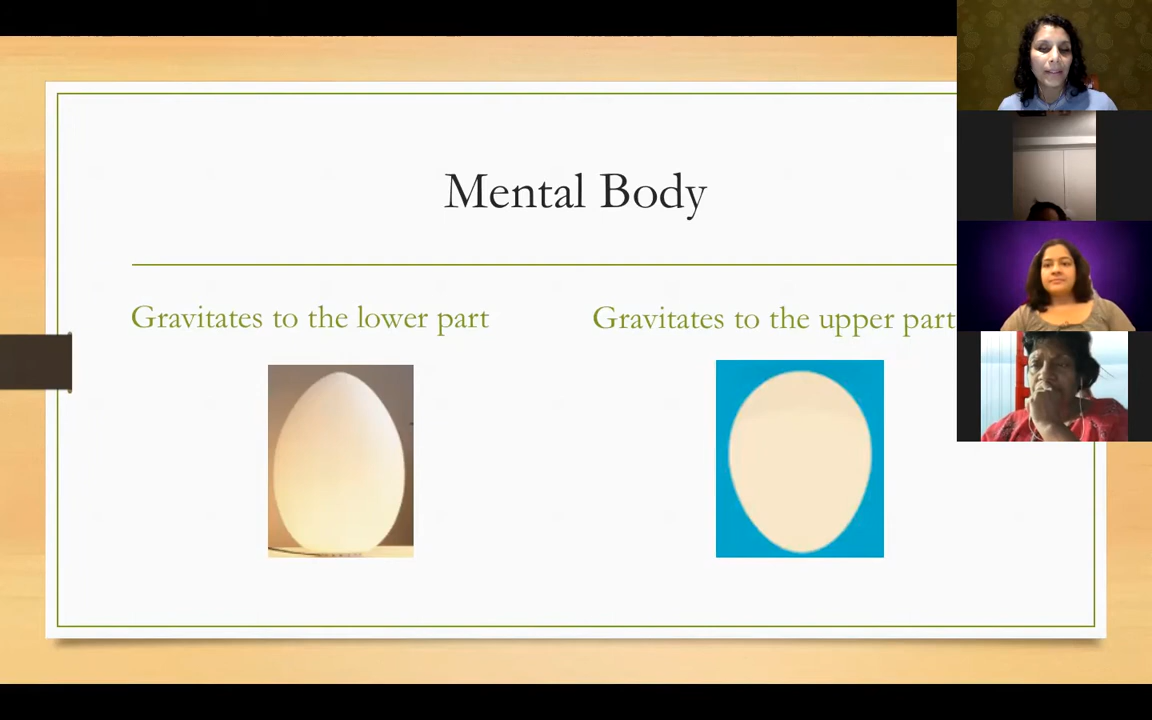 Mental Body
Gravitates to the lower part
Gravitates to the upper part